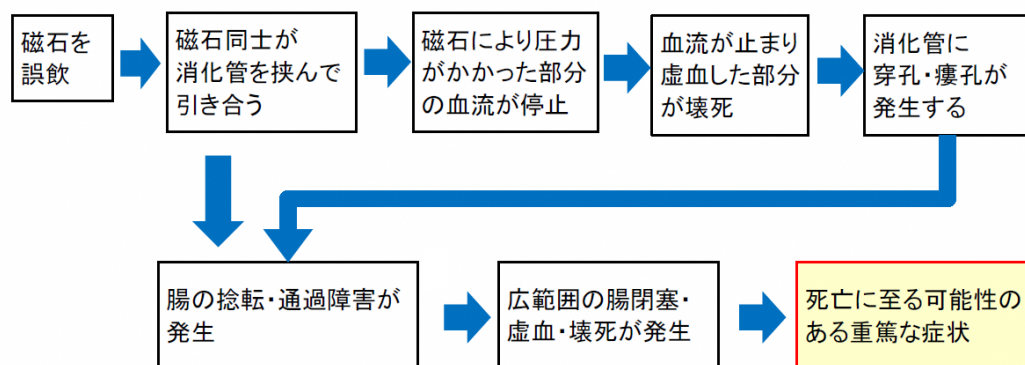 磁石を
誤飲
磁石同士が
消化管を挟んで
引き合う
磁石により圧力
がかかった部分
の血流が停止
血流が止まり
虚血した部分
が壊死
消化管に
穿孔・瘻孔が
発生する
腸の捻転・通過障害が
発生
広範囲の腸閉塞・
虚血・壊死が発生
死亡に至る可能性の
ある重篤な症状